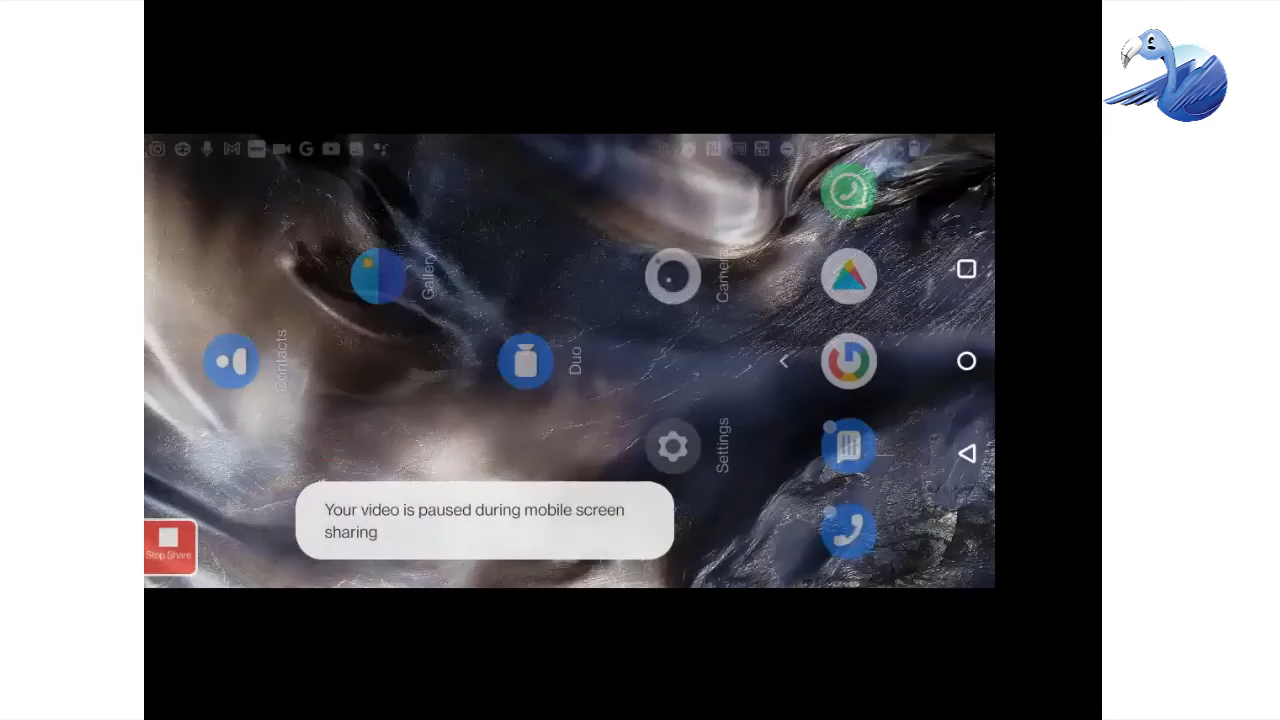 Gallery
Camera
Contacts
Duo
Settings
Your video is paused during mobile screen
sharing
Stop Share